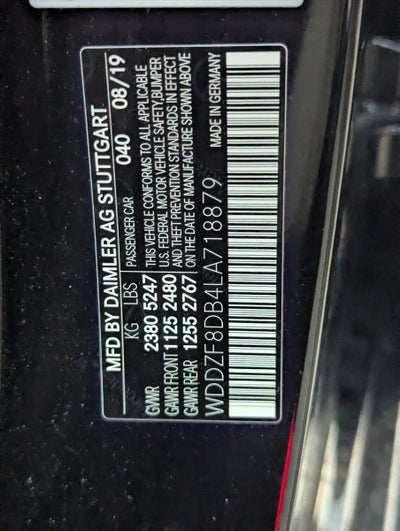 MFD BY DAIMLER AG STUTTGART
040 08/19
KG LBS PASSENGER CAR
GVWR 2380 5247
GAWR FRONT 1125 2480
GAWR REAR 1255 2767
THIS VEHICLE CONFORMS TO ALL APPLICABLE
U.S. FEDERAL MOTOR VEHICLE SAFETY,BUMPER
AND THEFT PREVENTION STANDARDS IN EFFECT
ON THE DATE OF MANUFACTURE SHOWN ABOVE
WDDZF8DB4LA718879
MADE IN GERMANY